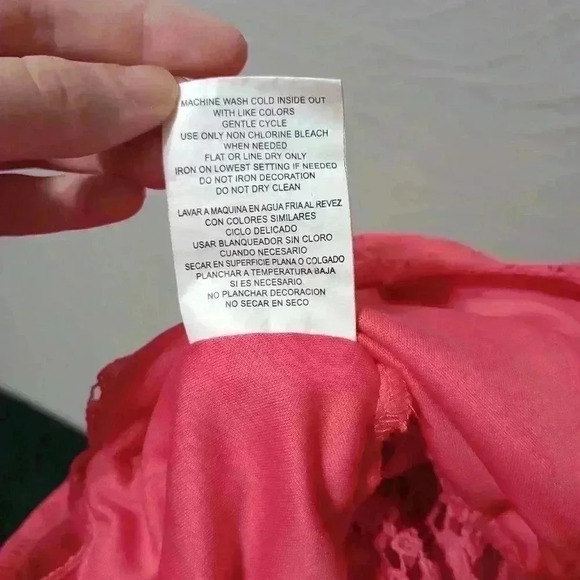 MACHINE WASH COLD INSIDE OUT
WITH LIKE COLORS
GENTLE CYCLE
USE ONLY NON CHLORINE BLEACH
WHEN NEEDED
FLAT OR LINE DRY ONLY
IRON ON LOWEST SETTING IF NEEDED
DO NOT IRON DECORATION
DO NOT DRY CLEAN
LAVAR A MAQUINA EN AGUA FRIA AL REVEZ
CON COLORES SIMILARES
CICLO DELICADO
USAR BLANQUEADOR SIN CLORO
CUANDO NECESARIO
SECAR EN SUPERFICIE PLANA O COLGADO
PLANCHAR A TEMPERATURA BAJA
SI ES NECESARIO
NO PLANCHAR DECORACION
NO SECAR EN SECO